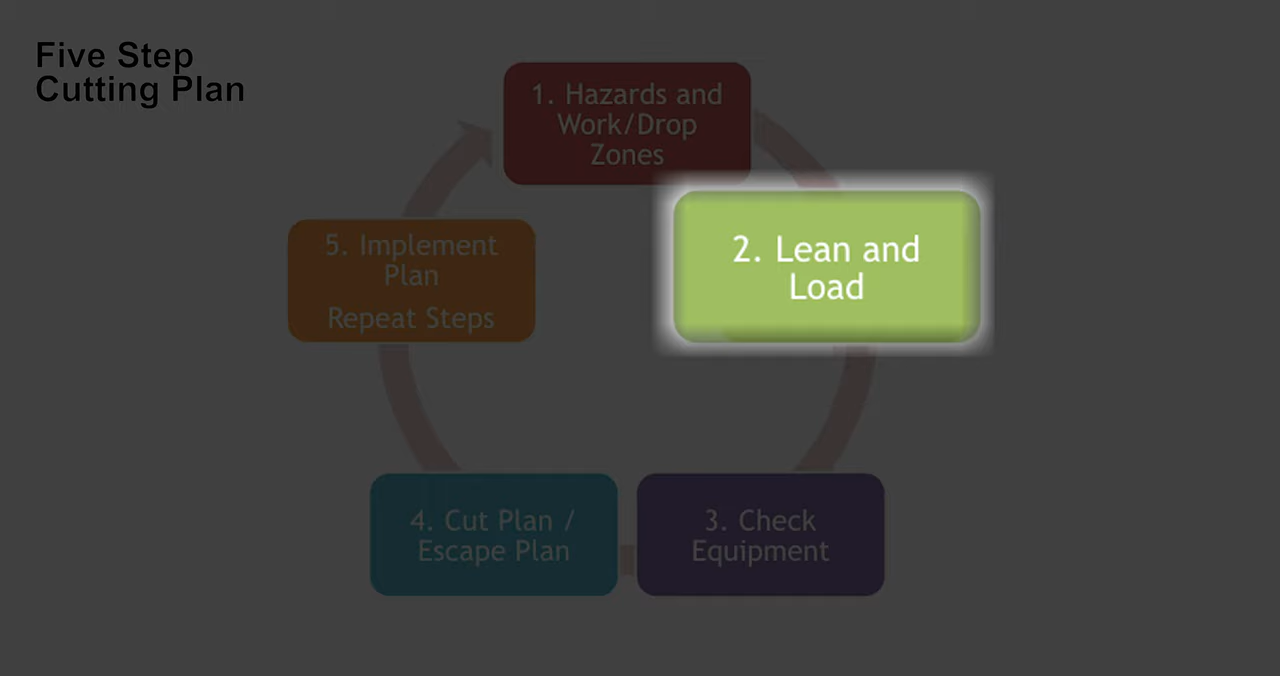 Five Step
Cutting Plan
1. Hazards and
Work/Drop
Zones
2. Lean and
Load
3. Check
Equipment
4. Cut Plan /
Escape Plan
5. Implement
Plan
Repeat Steps